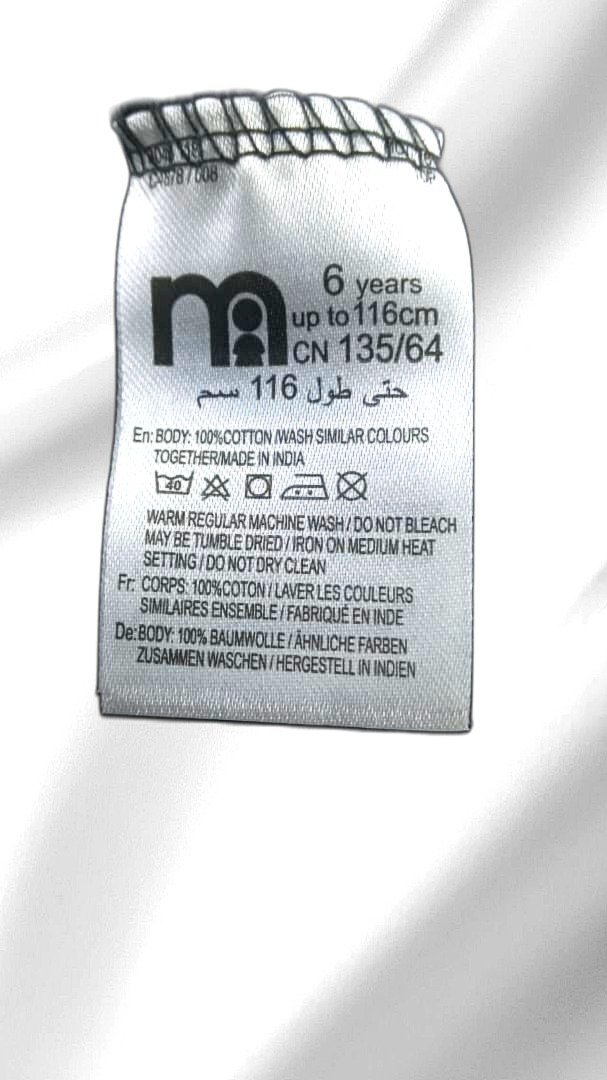 6 years
up to 116cm
CN 135/64
حتى طول 116 سم
En: BODY: 100%COTTON /WASH SIMILAR COLOURS
TOGETHER/MADE IN INDIA
40
WARM REGULAR MACHINE WASH / DO NOT BLEACH
MAY BE TUMBLE DRIED / IRON ON MEDIUM HEAT
SETTING / DO NOT DRY CLEAN
Fr: CORPS: 100%COTON / LAVER LES COULEURS
SIMILAIRES ENSEMBLE / FABRIQUÉ EN INDE
De: BODY: 100% BAUMWOLLE / ÄHNLICHE FARBEN
ZUSAMMEN WASCHEN / HERGESTELL IN INDIEN